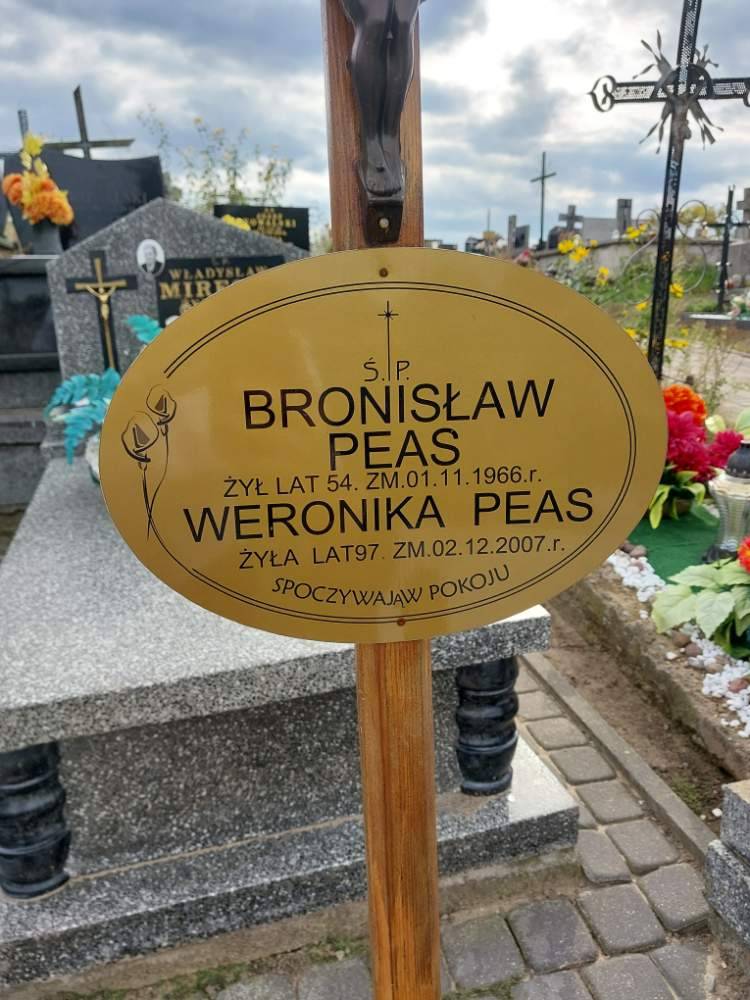 Ś. P.
BRONISŁAW
PEAS
ŻYŁ LAT 54. ZM.01.11.1966.r.
WERONIKA PEAS
ŻYŁA LAT97. ZM.02.12.2007.r.
SPOCZYWAJĄW POKOJU
WŁADYSŁAW